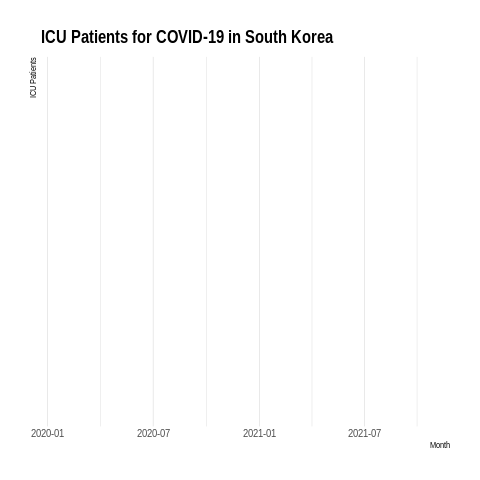 ICU Patients for COVID-19 in South Korea
ICU Patients
2020-01
2020-07
2021-01
2021-07
Month